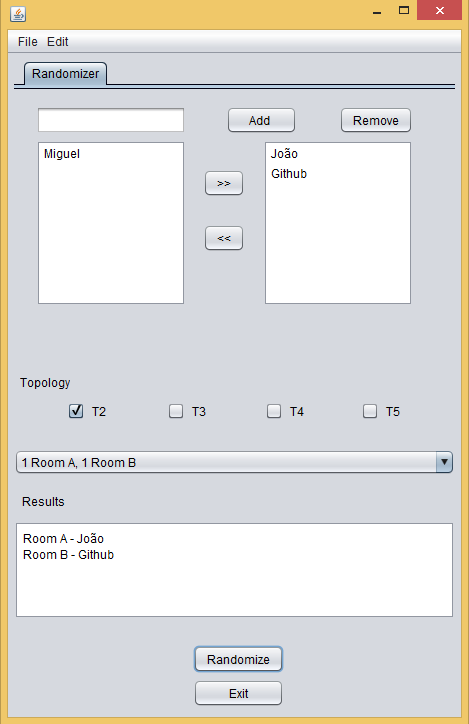 File Edit
Randomizer
Add Remove
Miguel
João
Github
>>
<<
Topology
T2 T3 T4 T5
1 Room A, 1 Room B
Results
Room A - João
Room B - Github
Randomize
Exit